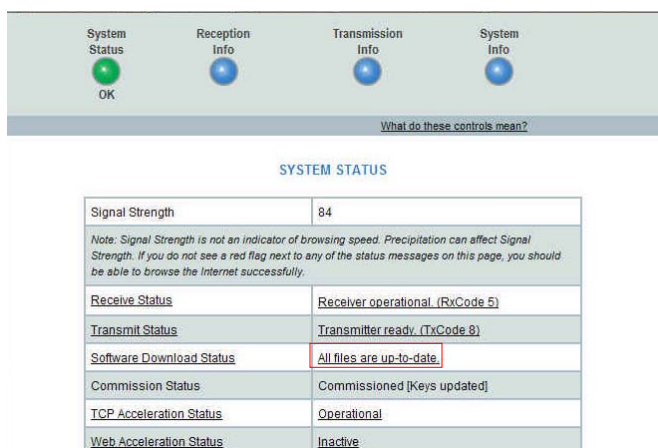 System Status
Reception Info
Transmission Info
System Info
OK
What do these controls mean?
SYSTEM STATUS
Signal Strength 84
Note: Signal Strength is not an indicator of browsing speed. Precipitation can affect Signal
Strength. If you do not see a red flag next to any of the status messages on this page, you should
be able to browse the Internet successfully.
Receive Status Receiver operational. (RxCode 5)
Transmit Status Transmitter ready. (TxCode 8)
Software Download Status All files are up-to-date.
Commission Status Commissioned [Keys updated]
TCP Acceleration Status Operational
Web Acceleration Status Inactive